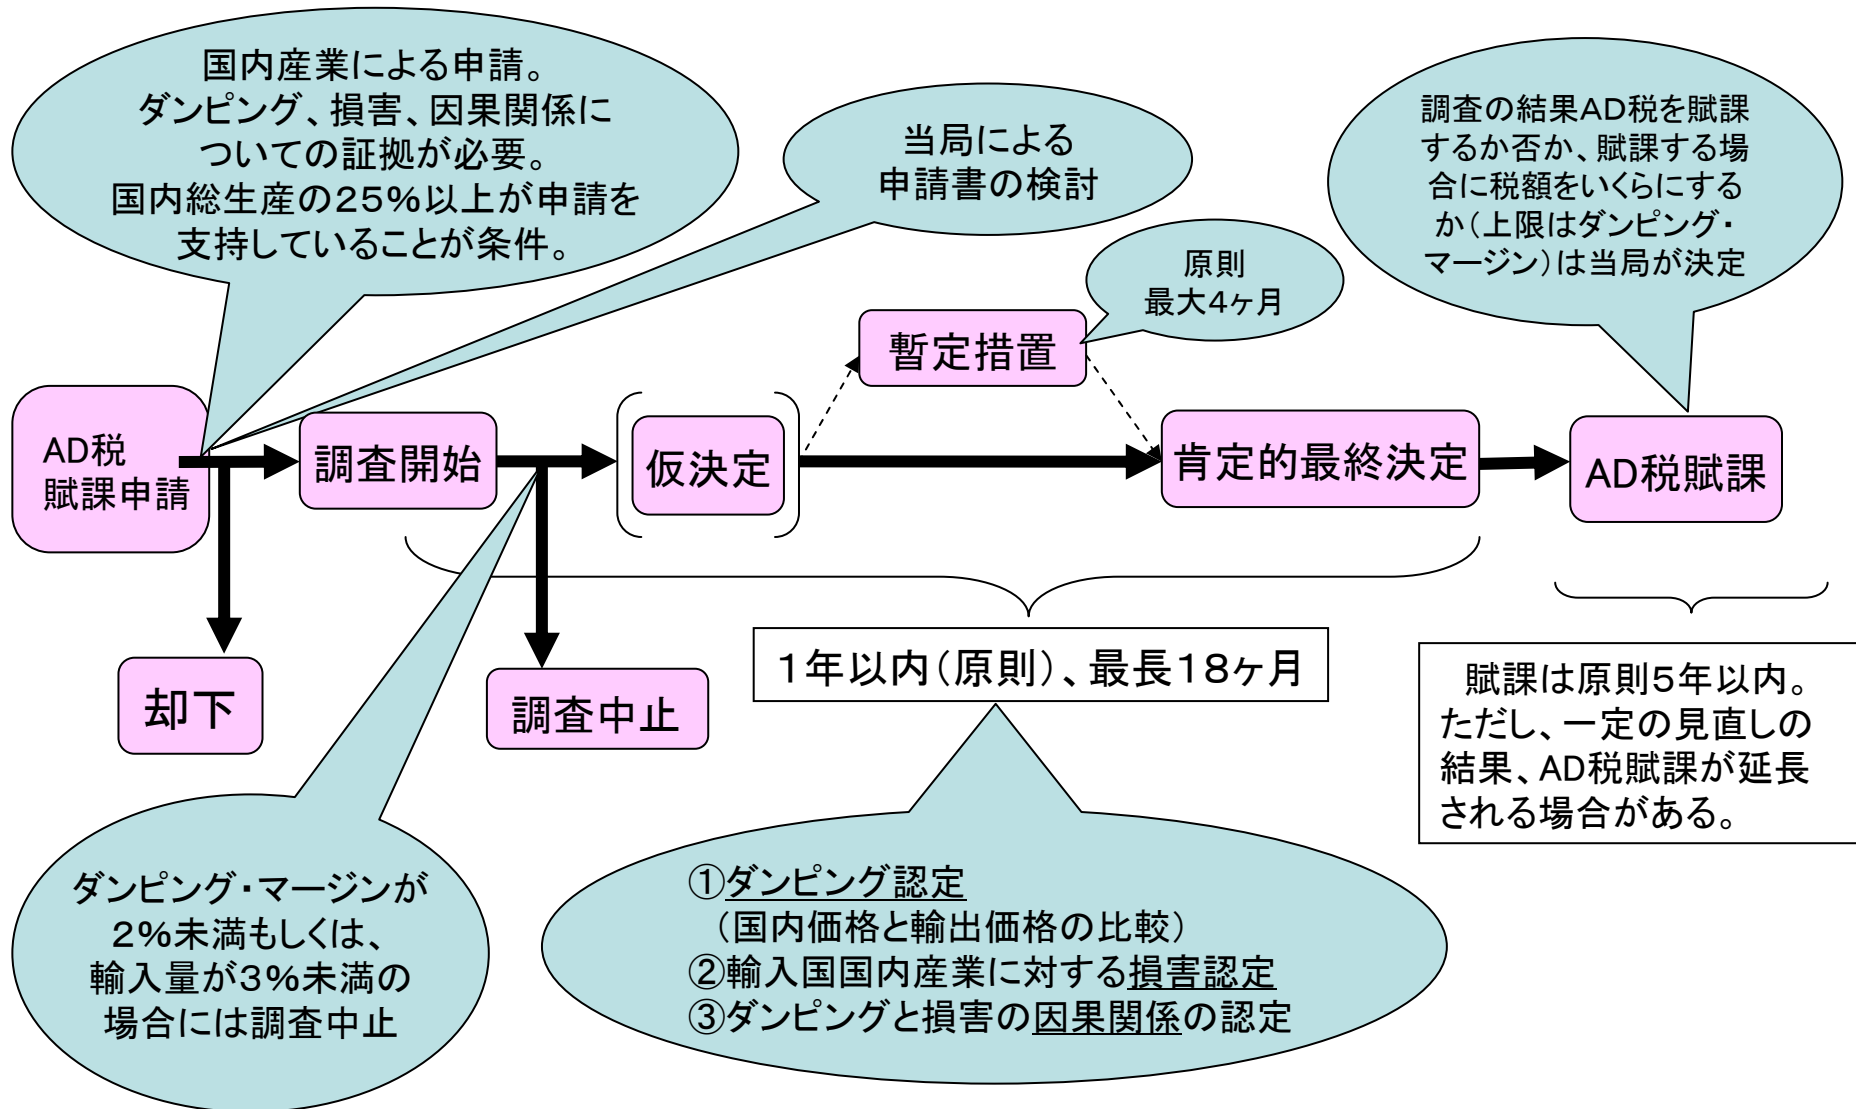 国内産業による申請。
ダンピング、損害、因果関係に
ついての証拠が必要。
国内総生産の25%以上が申請を
支持していることが条件。
当局による
申請書の検討
調査の結果AD税を賦課
するか否か、賦課する場
合に税額をいくらにする
か（上限はダンピング・
マージン）は当局が決定
原則
最大4ヶ月
暫定措置
AD税
賦課申請
調査開始
仮決定
肯定的最終決定
AD税賦課
却下
調査中止
1年以内（原則）、最長18ヶ月
賦課は原則5年以内。
ただし、一定の見直しの
結果、AD税賦課が延長
される場合がある。
ダンピング・マージンが
2%未満もしくは、
輸入量が3%未満の
場合には調査中止
①ダンピング認定
（国内価格と輸出価格の比較）
②輸入国国内産業に対する損害認定
③ダンピングと損害の因果関係の認定